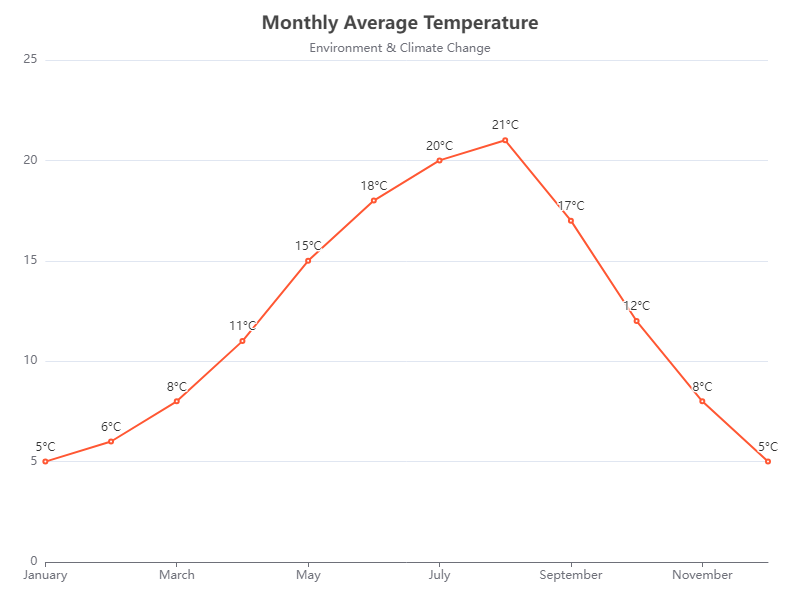 Monthly Average Temperature
Environment & Climate Change
25
20
15
10
5
0
5°C
6°C
8°C
11°C
15°C
18°C
20°C
21°C
17°C
12°C
8°C
5°C
January March May July September November